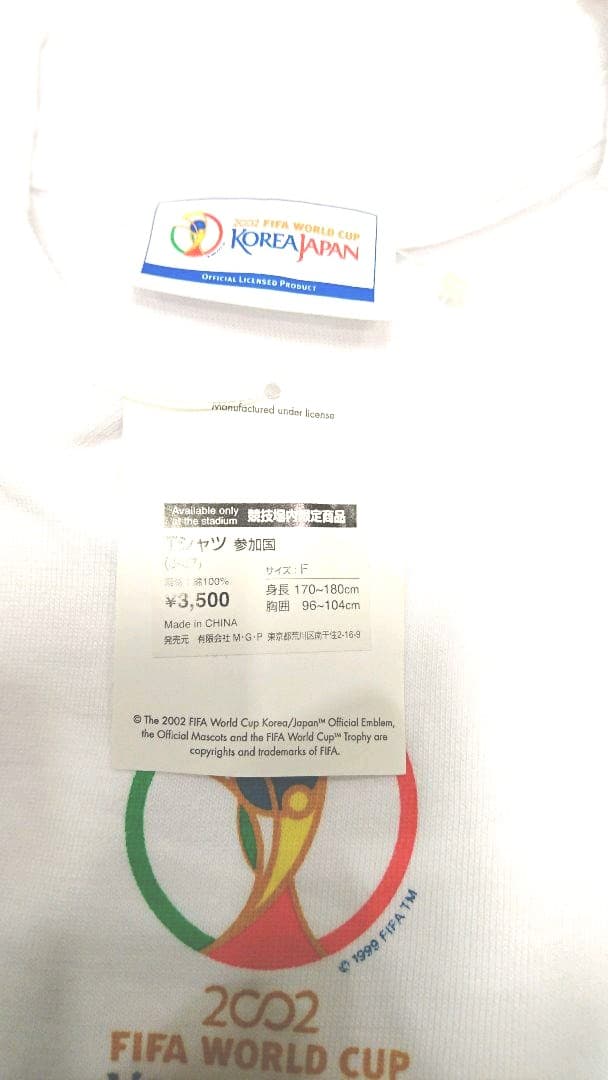 2002 FIFA WORLD CUP
KOREA JAPAN
OFFICIAL LICENSED PRODUCT
Manufactured under license
Available only at the stadium 競技場内限定商品
Tシャツ 参加国
サイズ:F
綿100%
身長 170~180cm
¥3,500
胸囲 96~104cm
Made in CHINA
発売元 有限会社M・G・P 東京都荒川区南千住2-16-9
© The 2002 FIFA World Cup Korea/Japan™ Official Emblem,
the Official Mascots and the FIFA World Cup™ Trophy are
copyrights and trademarks of FIFA.
© 1999 FIFA TM
2002
FIFA WORLD CUP